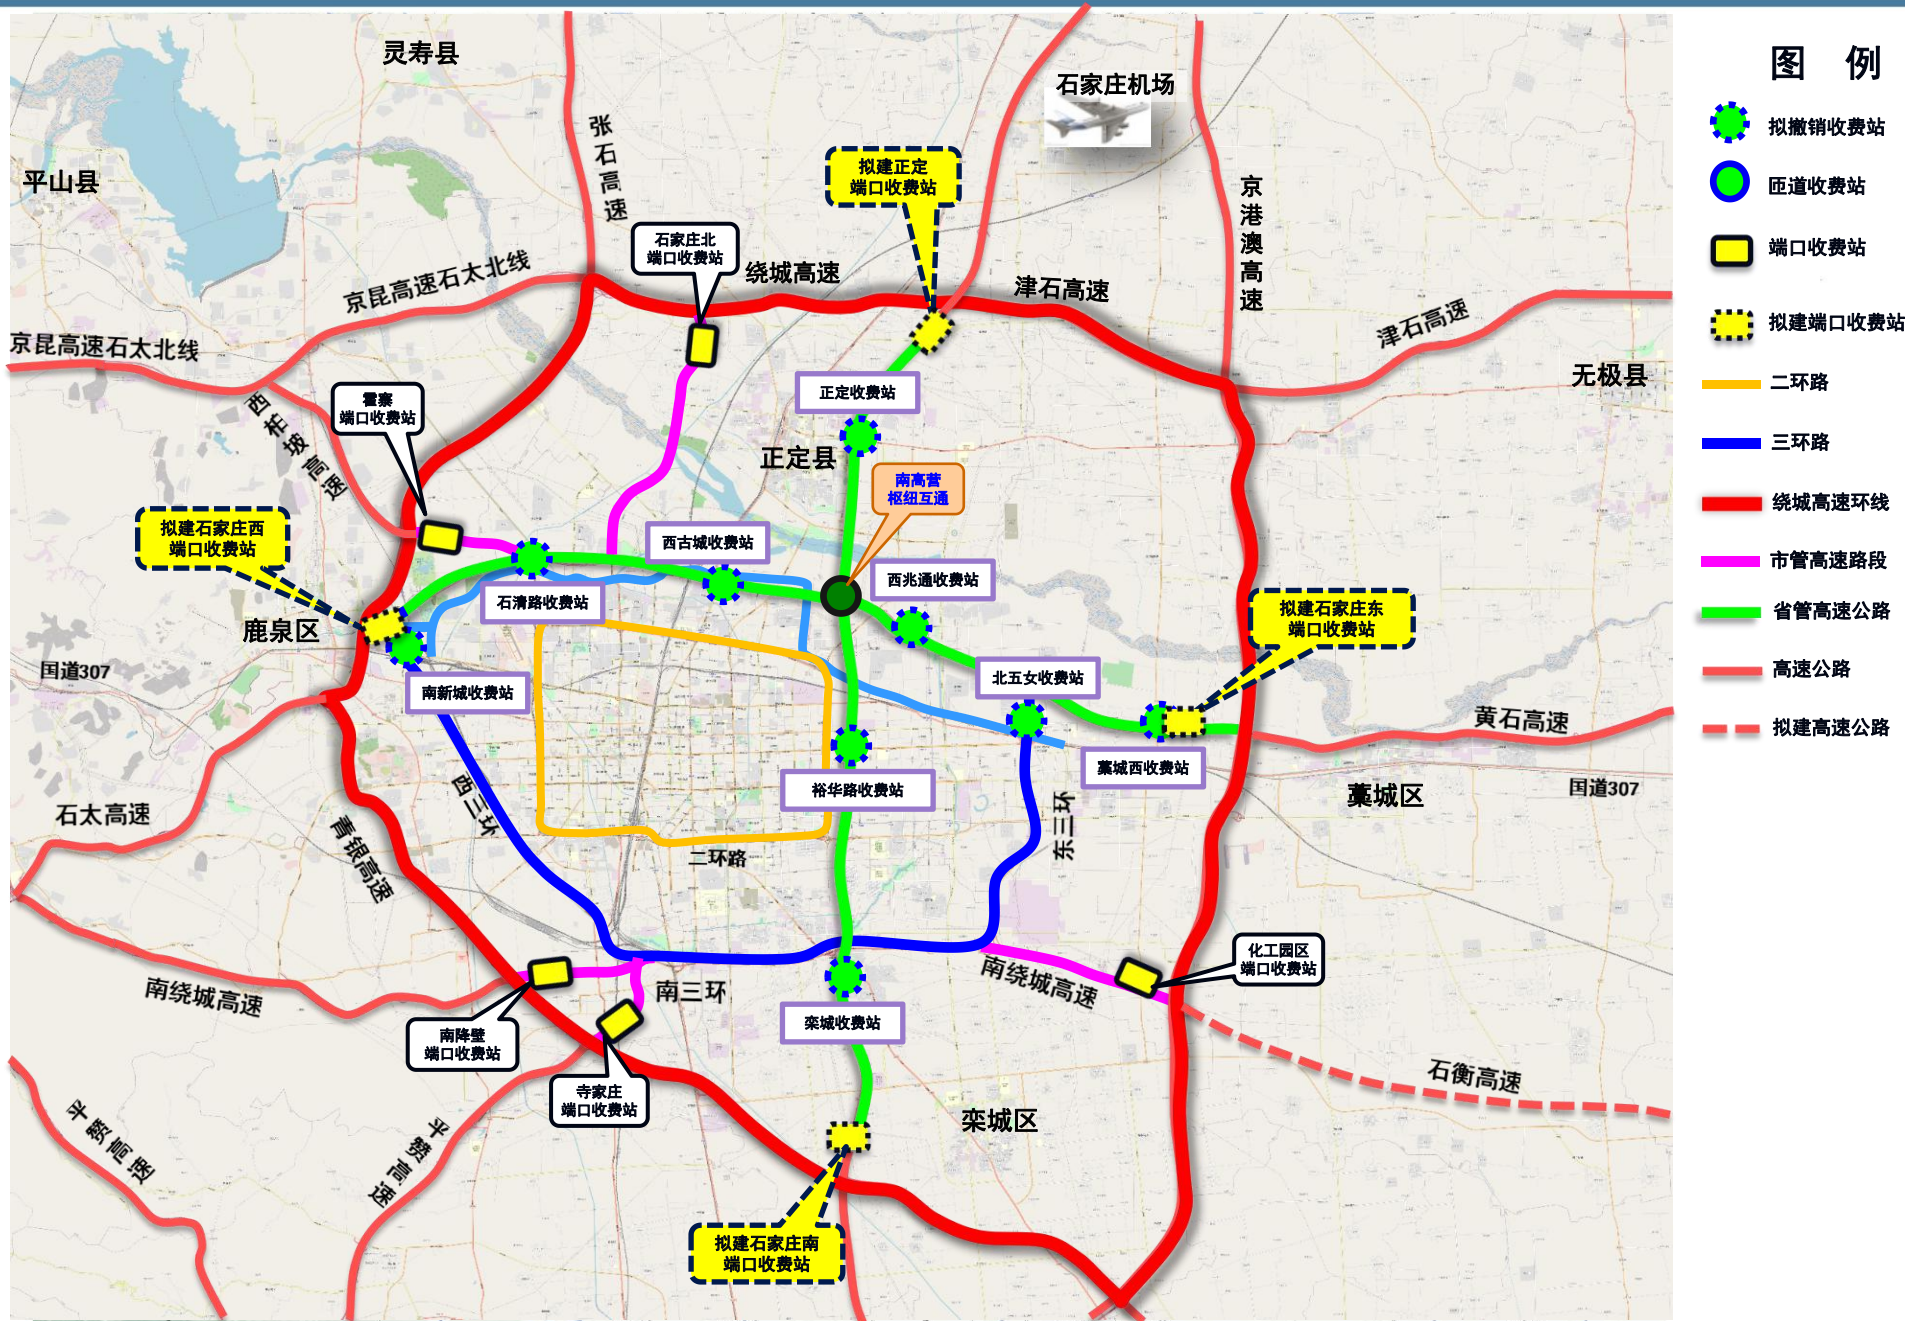 灵寿县
石家庄机场
平山县
张石高速
拟建正定
端口收费站
京港澳高速
石家庄北
端口收费站
绕城高速
津石高速
京昆高速石太北线
京昆高速石太北线
津石高速
无极县
西柏坡高速
霍寨
端口收费站
正定收费站
正定县
南高营
枢纽互通
拟建石家庄西
端口收费站
西古城收费站
西兆通收费站
石清路收费站
拟建石家庄东
端口收费站
鹿泉区
国道307
南新城收费站
北五女收费站
黄石高速
藁城西收费站
裕华路收费站
国道307
藁城区
石太高速
西三环
东三环
青银高速
二环路
化工园区
端口收费站
南绕城高速
南绕城高速
南三环
栾城收费站
南降壁
端口收费站
寺家庄
端口收费站
石衡高速
平赞高速
平赞高速
栾城区
拟建石家庄南
端口收费站
图 例
拟撤销收费站
匝道收费站
端口收费站
拟建端口收费站
二环路
三环路
绕城高速环线
市管高速路段
省管高速公路
高速公路
拟建高速公路